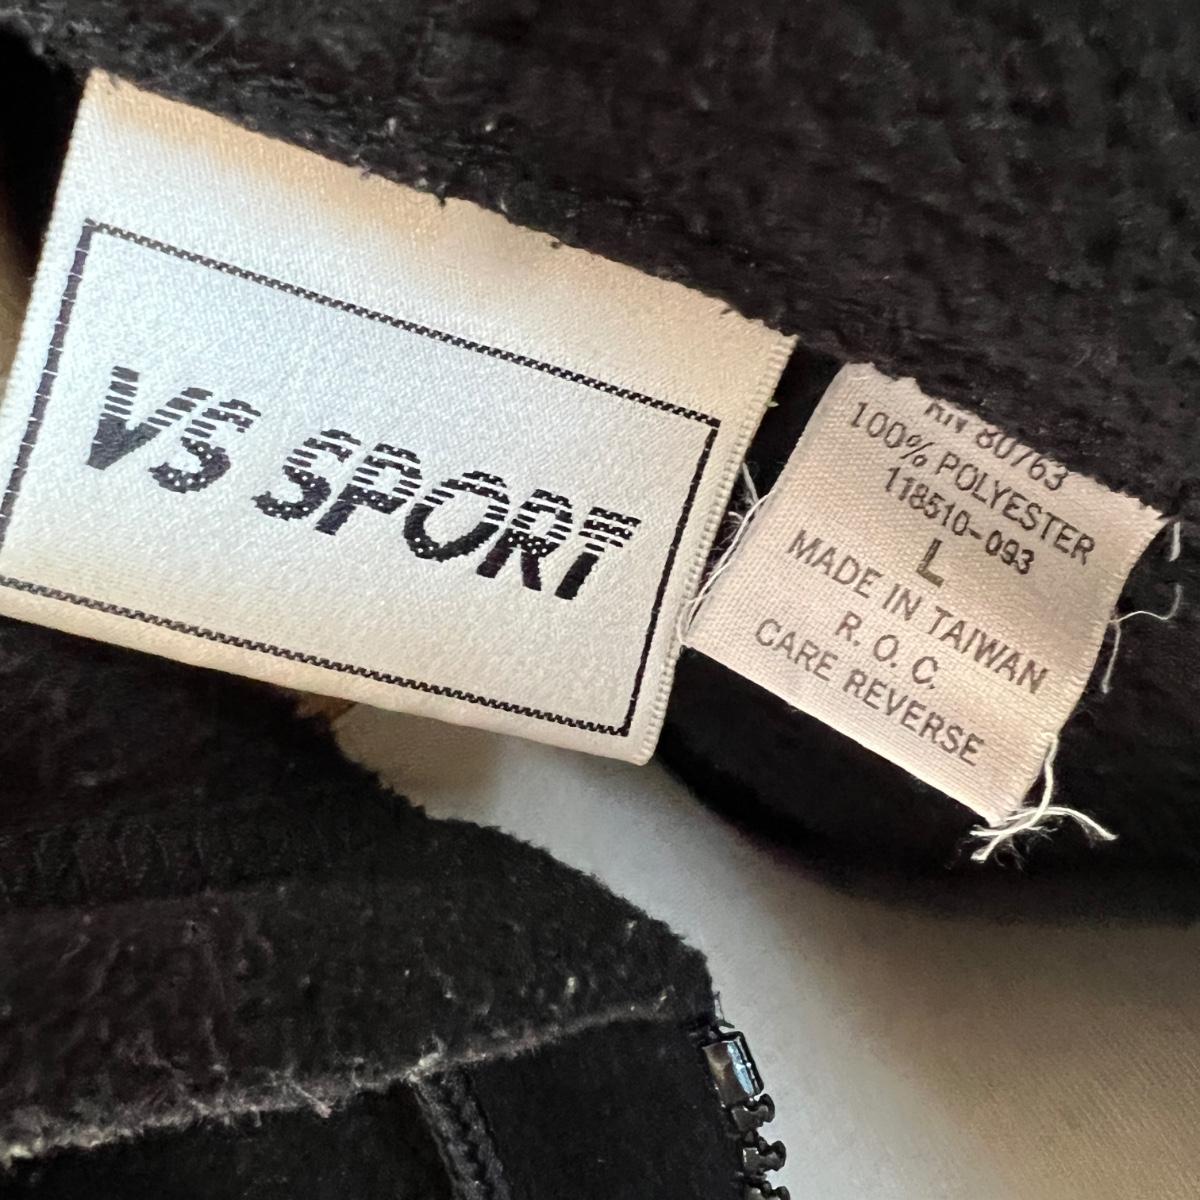 VS SPORT
RN 80763
100% POLYESTER
118510-093
L
MADE IN TAIWAN
R. O. C.
CARE REVERSE